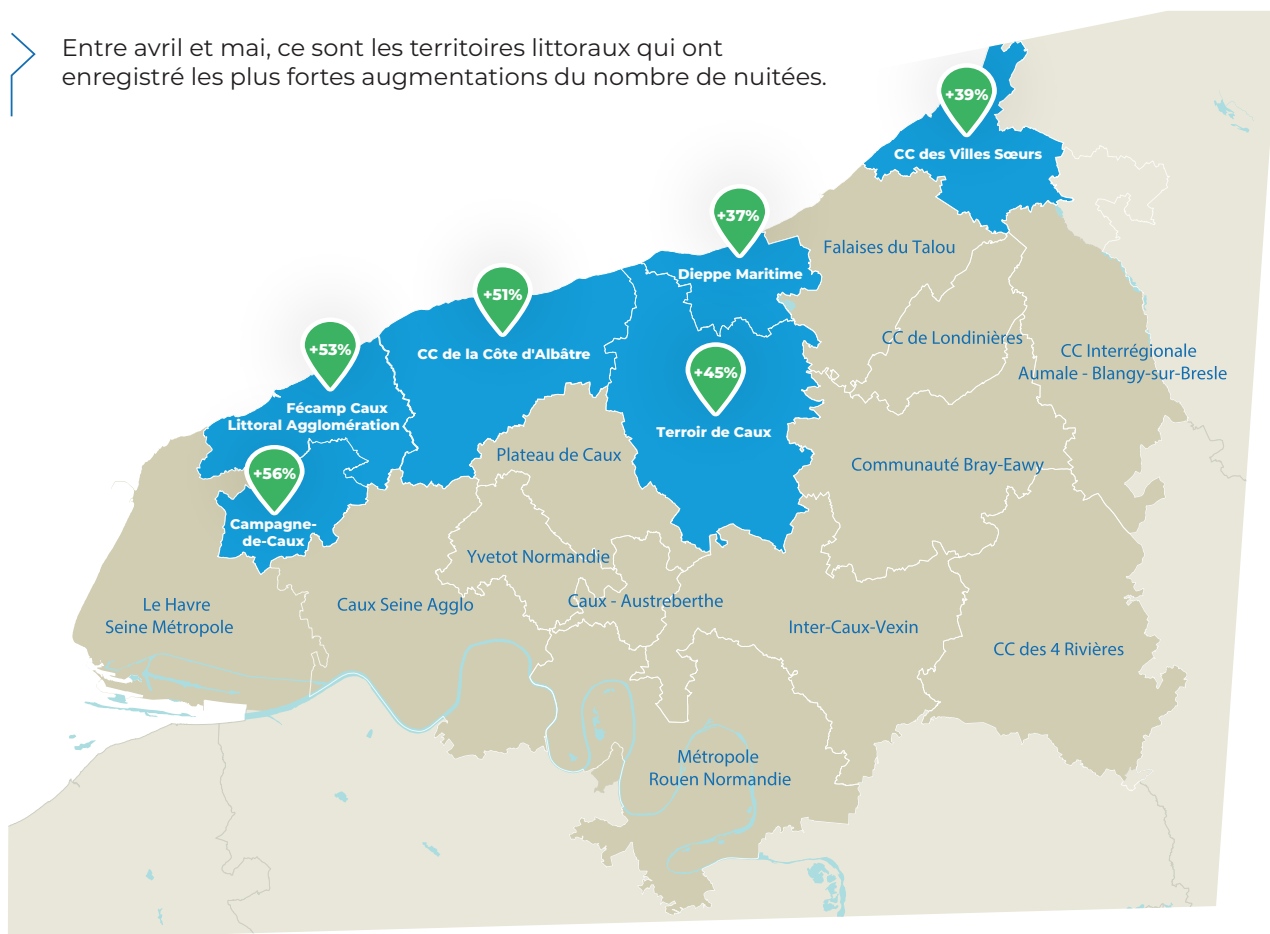 Entre avril et mai, ce sont les territoires littoraux qui ont
enregistré les plus fortes augmentations du nombre de nuitées.
+39%
CC des Villes Sœurs
+37%
Dieppe Maritime
Falaises du Talou
+51%
CC de la Côte d'Albâtre
+53%
Fécamp Caux
Littoral Agglomération
CC de Londinières
CC Interrégionale
Aumale - Blangy-sur-Bresle
+45%
Terroir de Caux
Plateau de Caux
Communauté Bray-Eawy
+56%
Campagne-
de-Caux
Yvetot Normandie
Le Havre
Seine Métropole
Caux Seine Agglo
Caux - Austreberthe
Inter-Caux-Vexin
CC des 4 Rivières
Métropole
Rouen Normandie